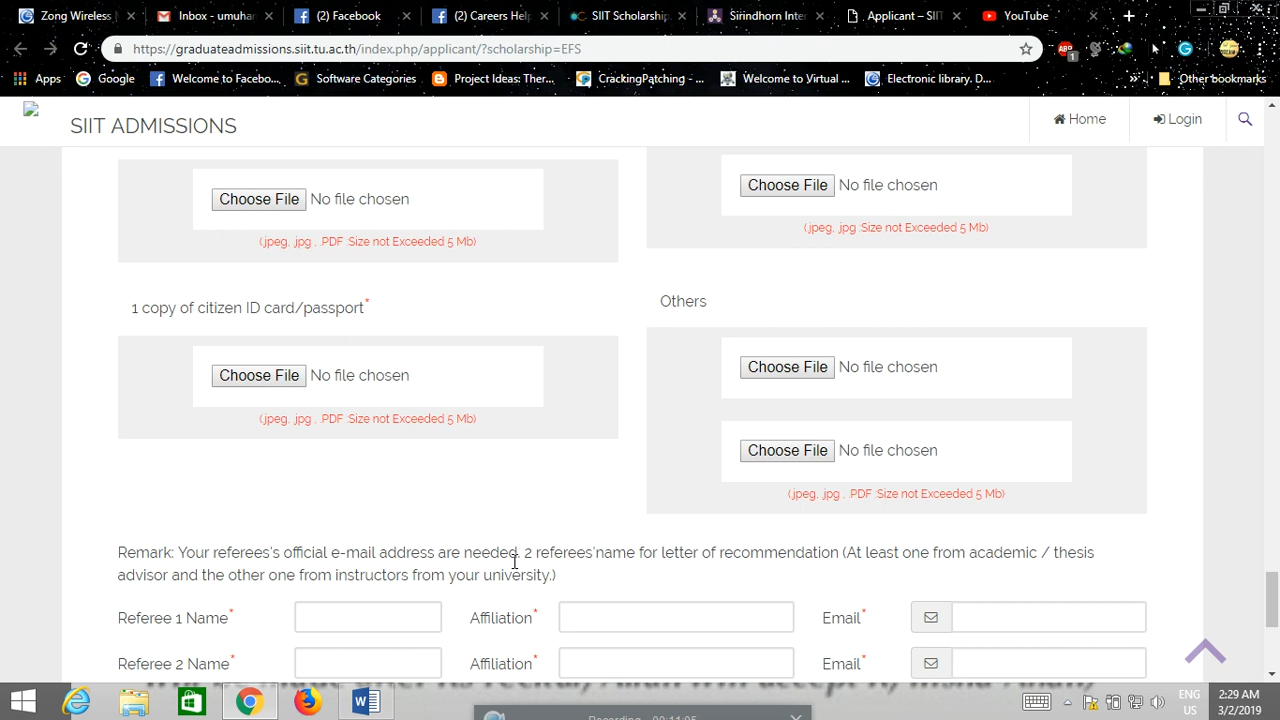 Zong Wireless
Inbox - umuhan
(2) Facebook
(2) Careers Help
SIIT Scholarship
Sirindhorn Inter
Applicant – SIIT
YouTube
https://graduateadmissions.siit.tu.ac.th/index.php/applicant/?scholarship=EFS
ABP
1
Apps
Google
Welcome to Facebo...
Software Categories
Project Ideas: Ther...
CrackingPatching - ...
Welcome to Virtual ...
Electronic library. D...
»
Other bookmarks
SIIT ADMISSIONS
Home
Login
Choose File No file chosen
(.jpeg, .jpg , .PDF :Size not Exceeded 5 Mb)
Choose File No file chosen
(.jpeg, .jpg :Size not Exceeded 5 Mb)
1 copy of citizen ID card/passport*
Choose File No file chosen
(.jpeg, .jpg , .PDF :Size not Exceeded 5 Mb)
Others
Choose File No file chosen
Choose File No file chosen
(.jpeg, .jpg , .PDF :Size not Exceeded 5 Mb)
Remark: Your referees's official e-mail address are needed. 2 referees'name for letter of recommendation (At least one from academic / thesis
advisor and the other one from instructors from your university.)
Referee 1 Name* Affiliation* Email*
Referee 2 Name* Affiliation* Email*
Recording 00:11:05
ENG
US
2:29 AM
3/2/2019